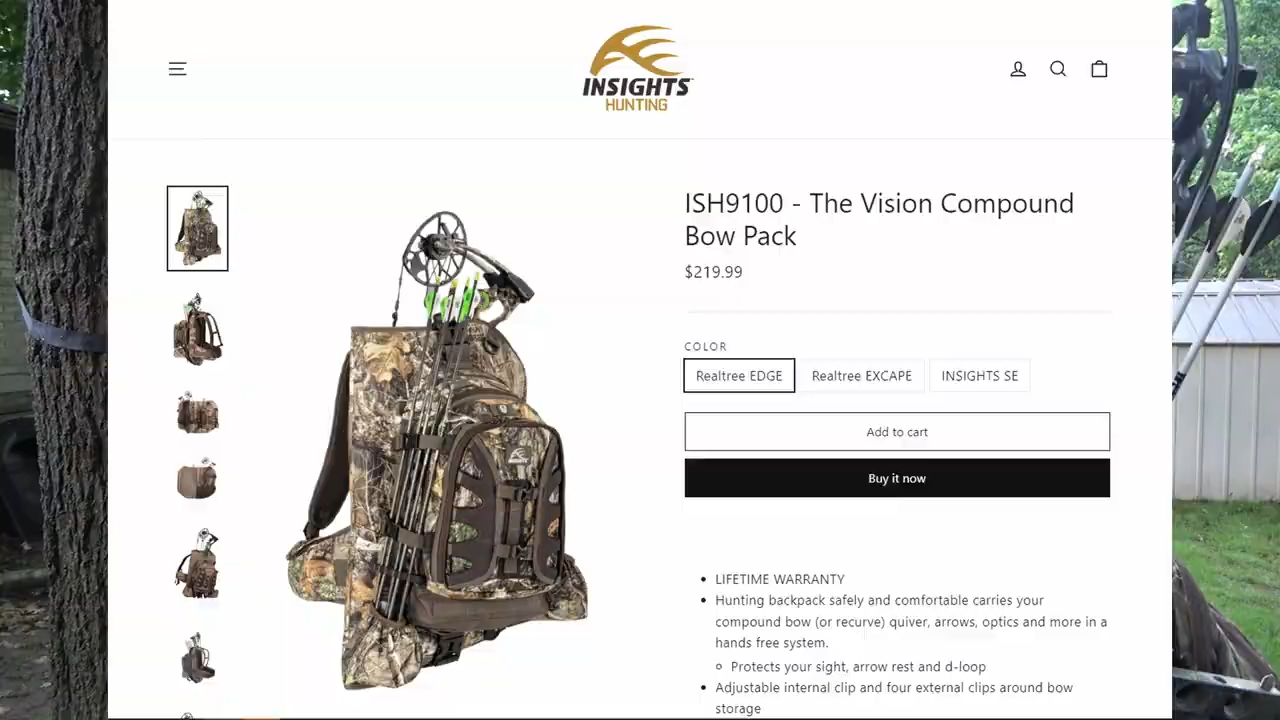 INSIGHTS
HUNTING
ISH9100 - The Vision Compound
Bow Pack
$219.99
COLOR
Realtree EDGE
Realtree EXCAPE
INSIGHTS SE
Add to cart
Buy it now
INSIGHTS
LIFETIME WARRANTY
Hunting backpack safely and comfortable carries your
compound bow (or recurve) quiver, arrows, optics and more in a
hands free system.
Protects your sight, arrow rest and d-loop
Adjustable internal clip and four external clips around bow
storage